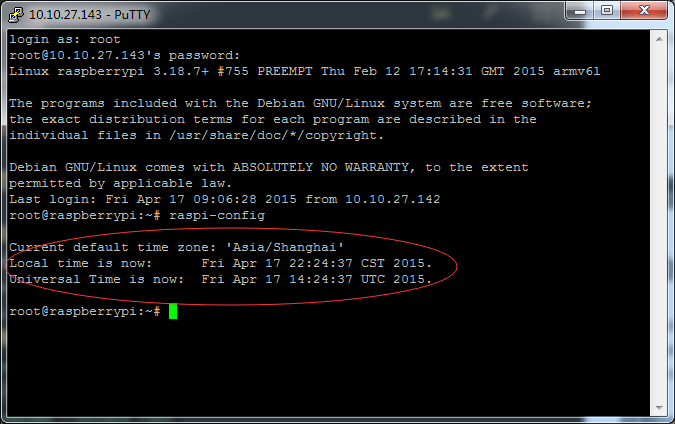 10.10.27.143 - PuTTY
login as: root
root@10.10.27.143's password:
Linux raspberrypi 3.18.7+ #755 PREEMPT Thu Feb 12 17:14:31 GMT 2015 armv6l
The programs included with the Debian GNU/Linux system are free software;
the exact distribution terms for each program are described in the
individual files in /usr/share/doc/*/copyright.
Debian GNU/Linux comes with ABSOLUTELY NO WARRANTY, to the extent
permitted by applicable law.
Last login: Fri Apr 17 09:06:28 2015 from 10.10.27.142
root@raspberrypi:~# raspi-config
Current default time zone: 'Asia/Shanghai'
Local time is now:      Fri Apr 17 22:24:37 CST 2015.
Universal Time is now:  Fri Apr 17 14:24:37 UTC 2015.
root@raspberrypi:~#